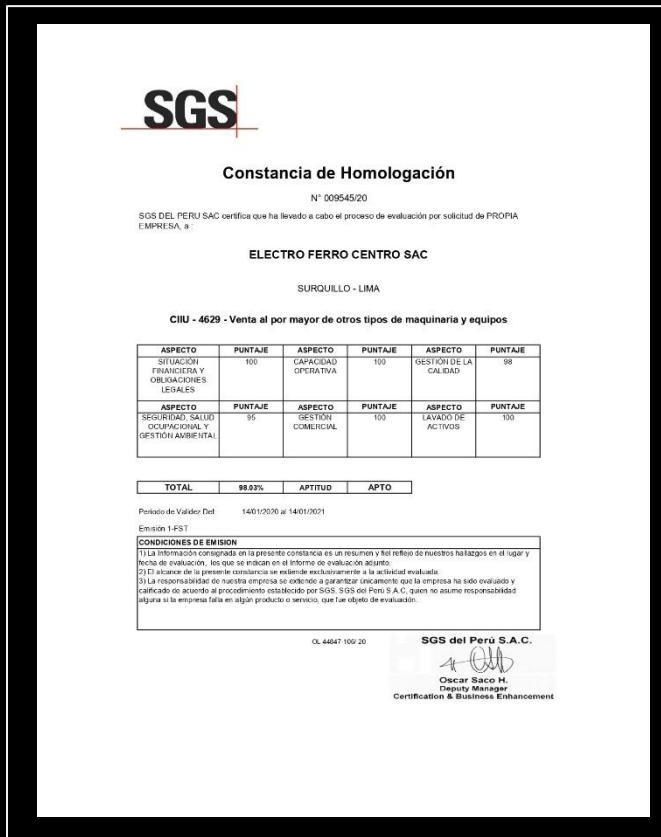 SGS
Constancia de Homologación
N° 009545/20
SGS DEL PERU SAC certifica que ha llevado a cabo el proceso de evaluación por solicitud de PROPIA
EMPRESA, a :
ELECTRO FERRO CENTRO SAC
SURQUILLO - LIMA
CIIU - 4629 - Venta al por mayor de otros tipos de maquinaria y equipos
ASPECTO PUNTAJE ASPECTO PUNTAJE ASPECTO PUNTAJE
SITUACIÓN 100 CAPACIDAD 100 GESTIÓN DE LA 98
FINANCIERA Y OPERATIVA CALIDAD
OBLIGACIONES
LEGALES
ASPECTO PUNTAJE ASPECTO PUNTAJE ASPECTO PUNTAJE
SEGURIDAD, SALUD 95 GESTIÓN 100 LAVADO DE 100
OCUPACIONAL Y COMERCIAL ACTIVOS
GESTIÓN AMBIENTAL
TOTAL 98.03% APTITUD APTO
Periodo de Validez Del: 14/01/2020 al 14/01/2021
Emisión 1-FST
CONDICIONES DE EMISION
1) La Información consignada en la presente constancia es un resumen y fiel reflejo de nuestros hallazgos en el lugar y
fecha de evaluación, los que se indican en el Informe de evaluación adjunto.
2) El alcance de la presente constancia se extiende exclusivamente a la actividad evaluada.
3) La responsabilidad de nuestra empresa se extiende a garantizar únicamente que la empresa ha sido evaluado y
calificado de acuerdo al procedimiento establecido por SGS, SGS del Perú S.A.C, quien no asume responsabilidad
alguna si la empresa falla en algún producto o servicio, que fue objeto de evaluación.
OL 44847-106/ 20
SGS del Perú S.A.C.
Oscar Saco H.
Deputy Manager
Certification & Business Enhancement